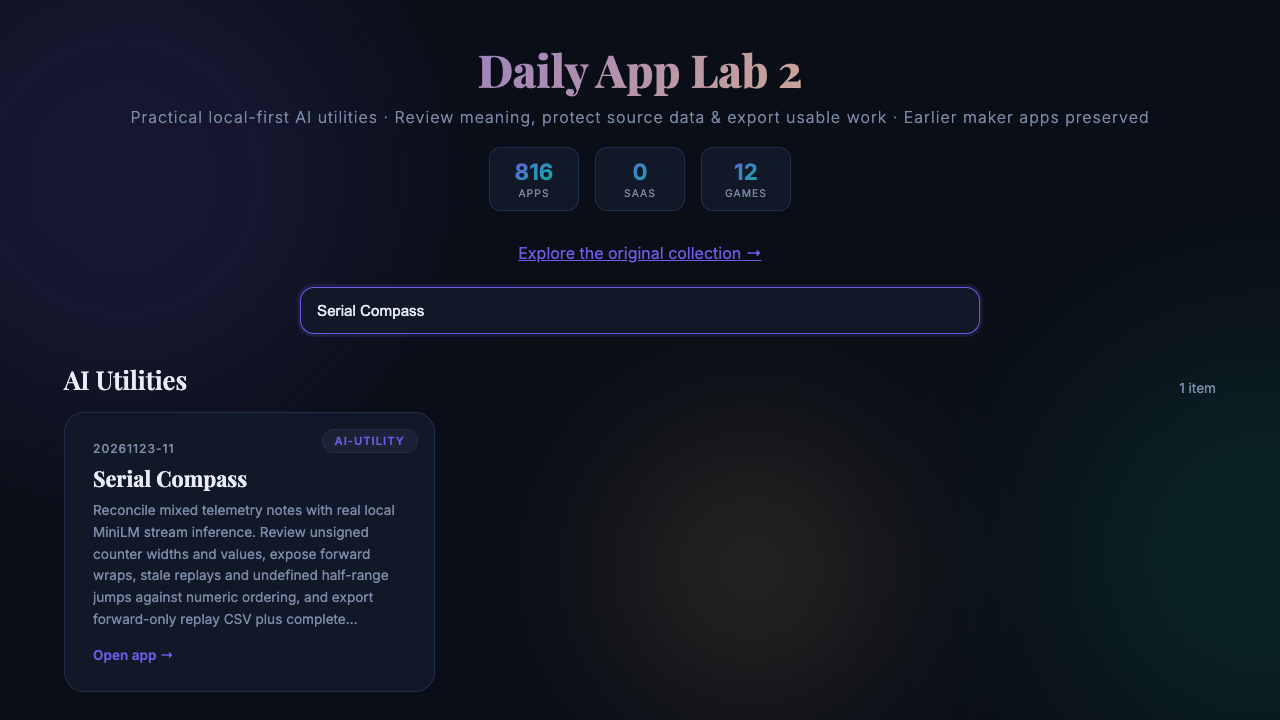 Daily App Lab 2
Practical local-first AI utilities · Review meaning, protect source data & export usable work · Earlier maker apps preserved
816
APPS
0
SAAS
12
GAMES
Explore the original collection →
Serial Compass
AI Utilities
1 item
20261123-11
AI-UTILITY
Serial Compass
Reconcile mixed telemetry notes with real local
MiniLM stream inference. Review unsigned
counter widths and values, expose forward
wraps, stale replays and undefined half-range
jumps against numeric ordering, and export
forward-only replay CSV plus complete...
Open app →